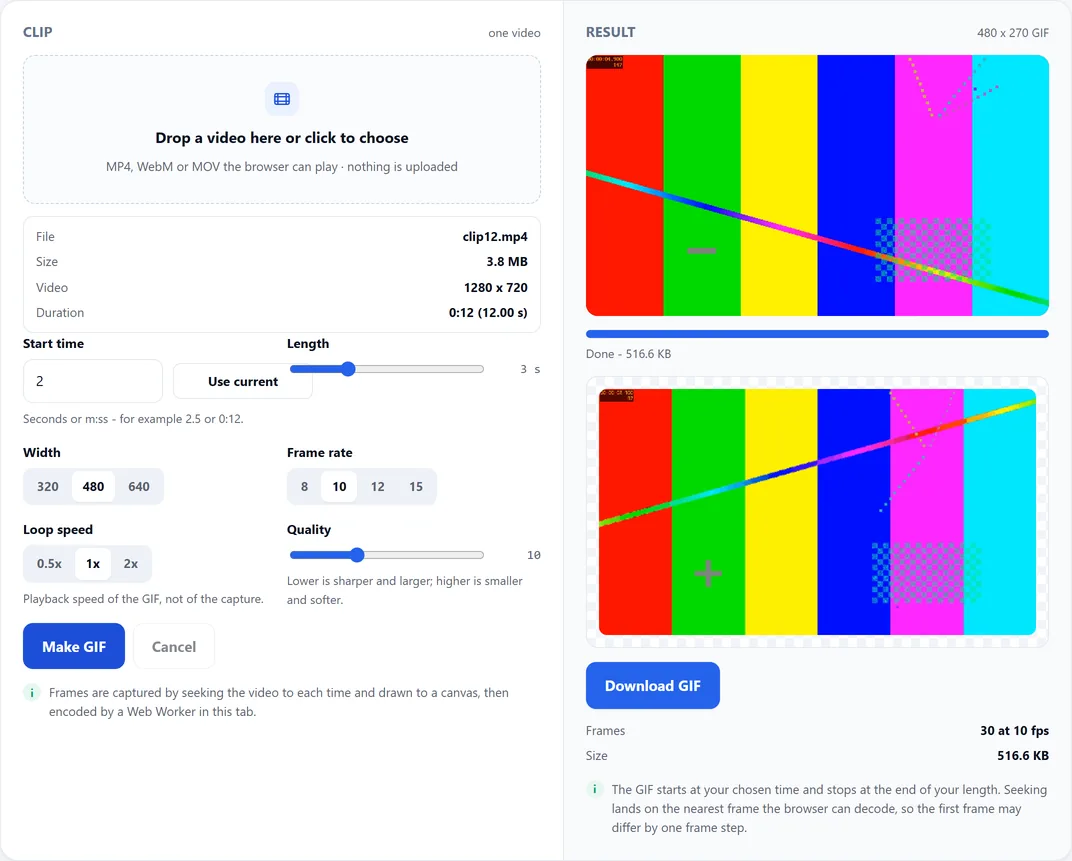 CLIP
one video
Drop a video here or click to choose
MP4, WebM or MOV the browser can play · nothing is uploaded
File
clip12.mp4
Size
3.8 MB
Video
1280 x 720
Duration
0:12 (12.00 s)
Start time
2
Use current
Seconds or m:ss - for example 2.5 or 0:12.
Length
3 s
Width
320 480 640
Frame rate
8 10 12 15
Loop speed
0.5x 1x 2x
Playback speed of the GIF, not of the capture.
Quality
10
Lower is sharper and larger; higher is smaller
and softer.
Make GIF
Cancel
Frames are captured by seeking the video to each time and drawn to a canvas, then
encoded by a Web Worker in this tab.
RESULT
480 x 270 GIF
00:00:04.900
147
Done - 516.6 KB
Download GIF
Frames
30 at 10 fps
Size
516.6 KB
The GIF starts at your chosen time and stops at the end of your length. Seeking
lands on the nearest frame the browser can decode, so the first frame may
differ by one frame step.